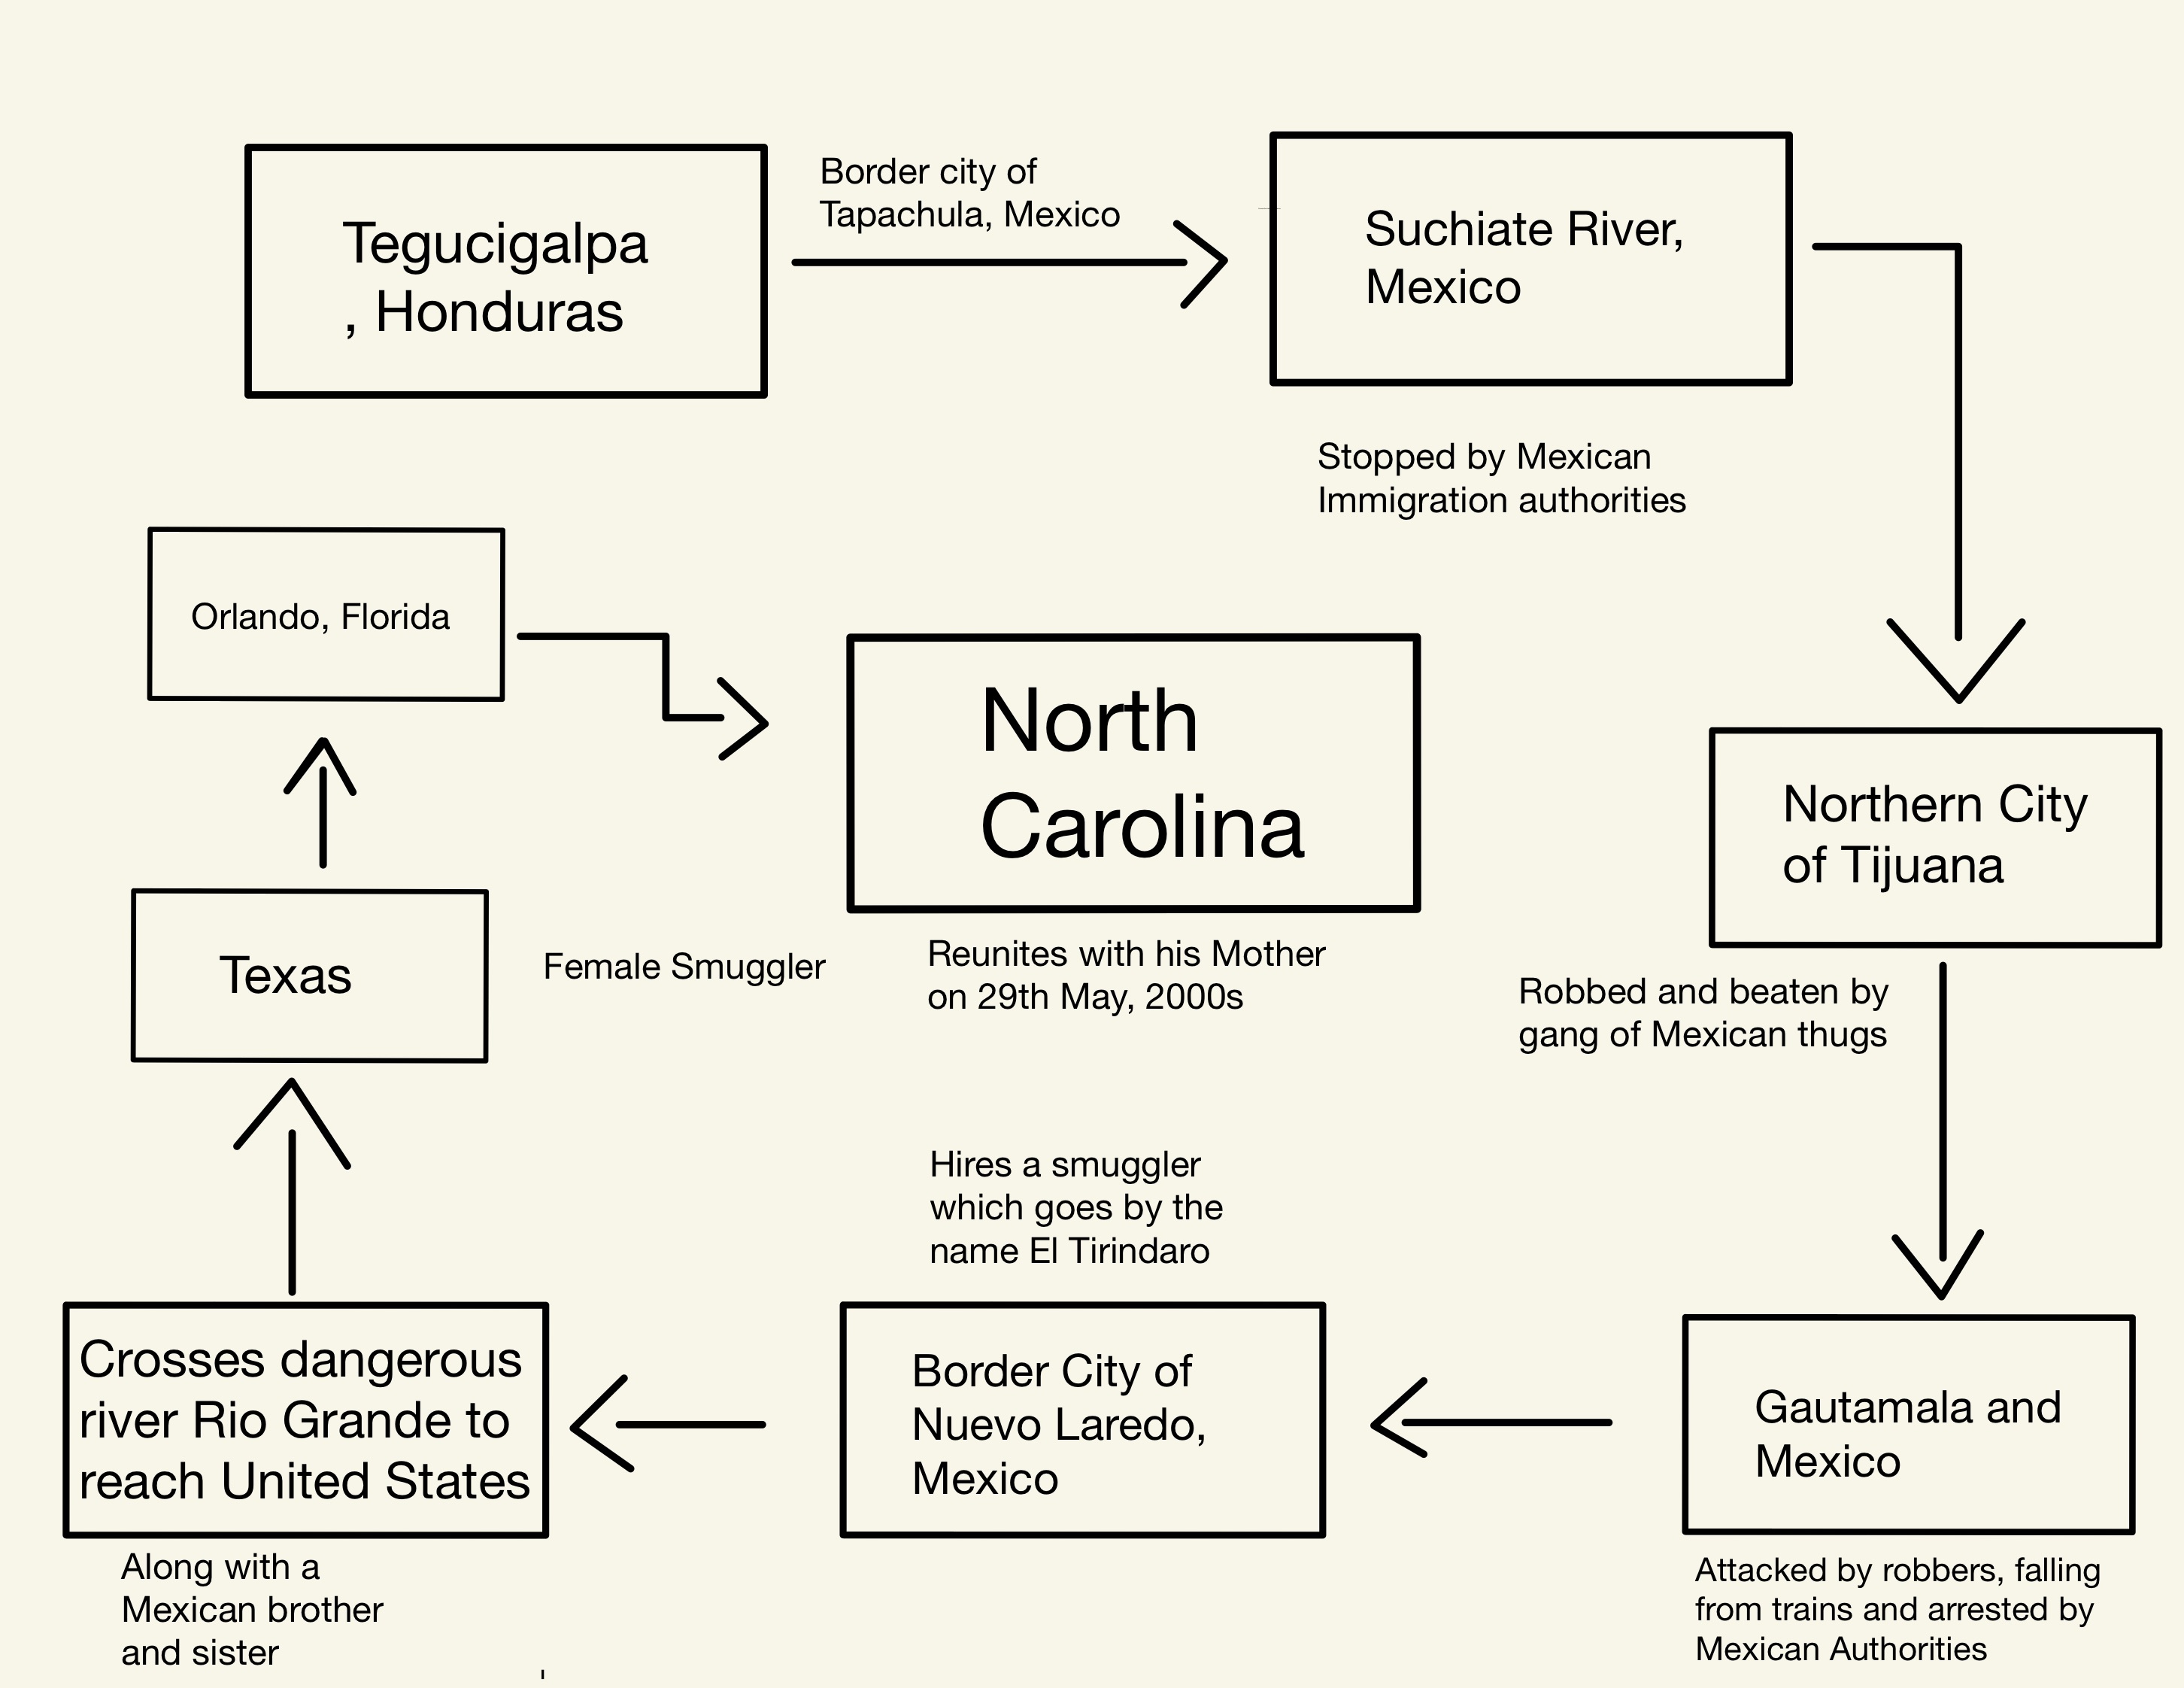 Tegucigalpa
, Honduras
Border city of
Tapachula, Mexico
Suchiate River,
Mexico
Stopped by Mexican
Immigration authorities
Northern City
of Tijuana
Robbed and beaten by
gang of Mexican thugs
Gautamala and
Mexico
Attacked by robbers, falling
from trains and arrested by
Mexican Authorities
Border City of
Nuevo Laredo,
Mexico
Hires a smuggler
which goes by the
name El Tirindaro
Crosses dangerous
river Rio Grande to
reach United States
Along with a
Mexican brother
and sister
Texas
Female Smuggler
Orlando, Florida
North
Carolina
Reunites with his Mother
on 29th May, 2000s